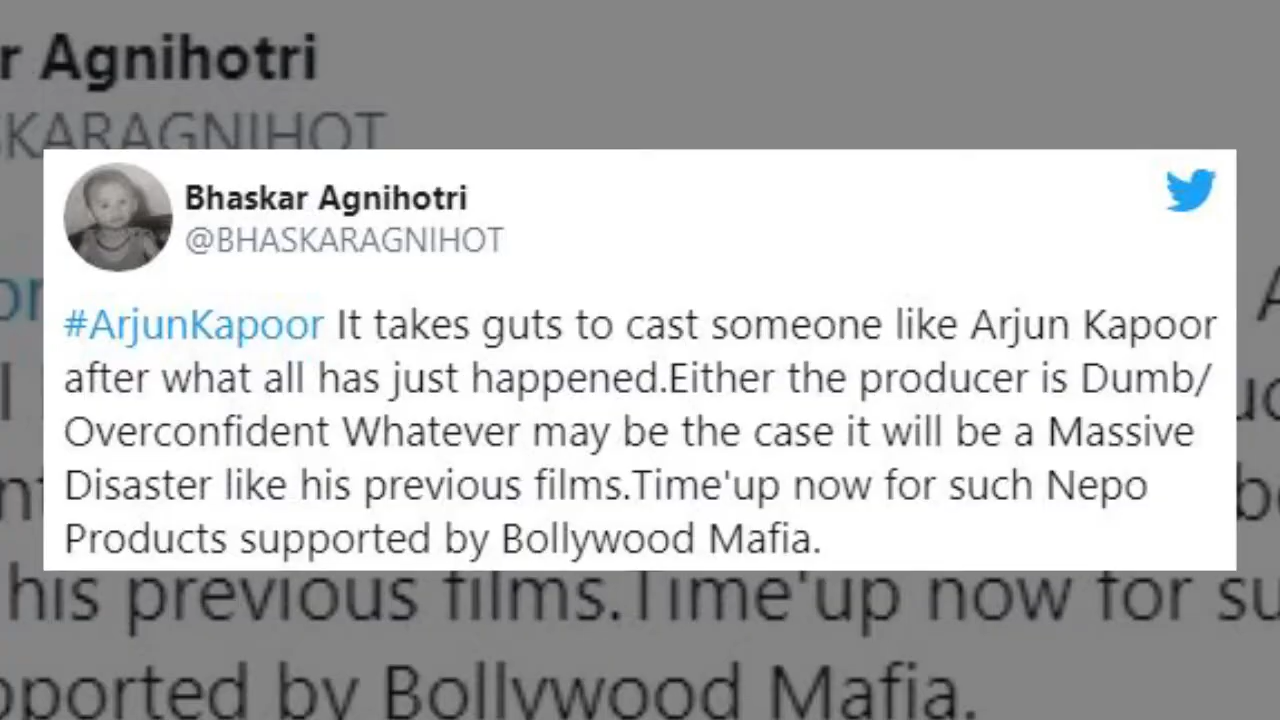 r Agnihotri
SKARAGNIHOT
Bhaskar Agnihotri
@BHASKARAGNIHOT
#ArjunKapoor It takes guts to cast someone like Arjun Kapoor
after what all has just happened.Either the producer is Dumb/
Overconfident Whatever may be the case it will be a Massive
Disaster like his previous films.Time'up now for such Nepo
Products supported by Bollywood Mafia.
his previous films.Time'up now for su
pported by Bollywood Mafia.